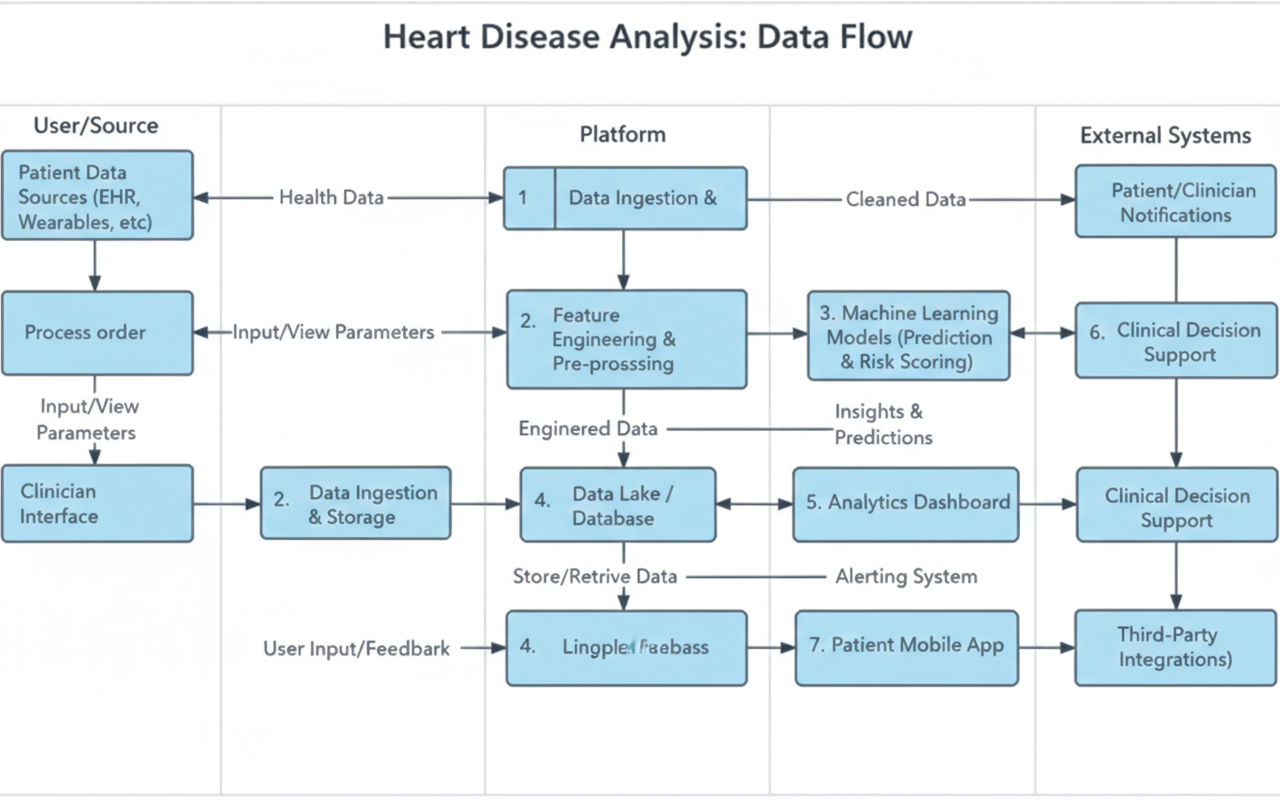 Heart Disease Analysis: Data Flow
User/Source
Platform
External Systems
Patient Data
Sources (EHR,
Wearables, etc)
Health Data
1
Data Ingestion &
Cleaned Data
Patient/Clinician
Notifications
Process order
Input/View Parameters
2. Feature
Engineering &
Pre-prosssing
3. Machine Learning
Models (Prediction
& Risk Scoring)
6. Clinical Decision
Support
Input/View
Parameters
Enginered Data
Insights &
Predictions
Clinician
Interface
2. Data Ingestion
& Storage
4. Data Lake /
Database
5. Analytics Dashboard
Clinical Decision
Support
Store/Retrive Data
Alerting System
User Input/Feedbark
4.
7. Patient Mobile App
Third-Party
Integrations)